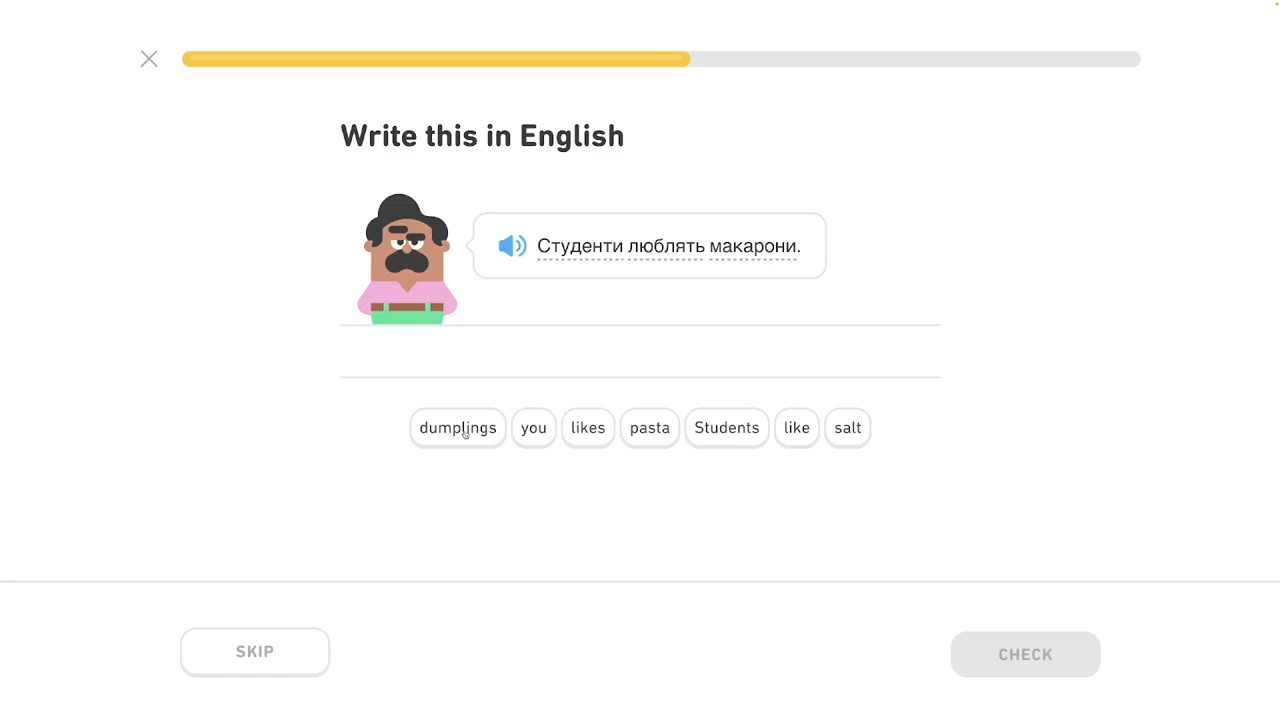 Write this in English
Студенти люблять макарони.
dumplings you likes pasta Students like salt
SKIP
CHECK